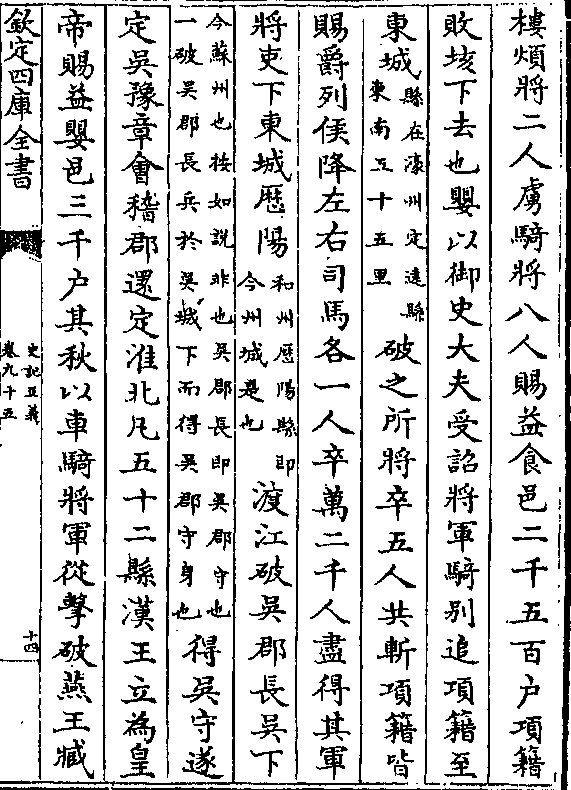 樓煩將二人虜騎將八人賜益食邑二千五百户項籍
敗垓下去也嬰以御史大夫受詔將軍騎别追項籍至
東城縣在濠州定遠縣東南五十五里破之所將卒五人共斬項籍皆
賜爵列侯降左右司馬各一人卒萬二千人盡得其軍
將吏下東城厯陽和州厯陽縣即今州城是也渡江破吳郡長吳下
今蘇州也按如說非也吳郡長即吳郡守也一破吳郡長兵於吳城下而得吳郡守身也得吳守遂
定吳豫章會稽郡還定淮北凡五十二縣漢王立為皇
帝賜益嬰邑三千户其秋以車騎將軍從擊破燕王臧
欽定四庫全書
史記正義
卷九十五
十四